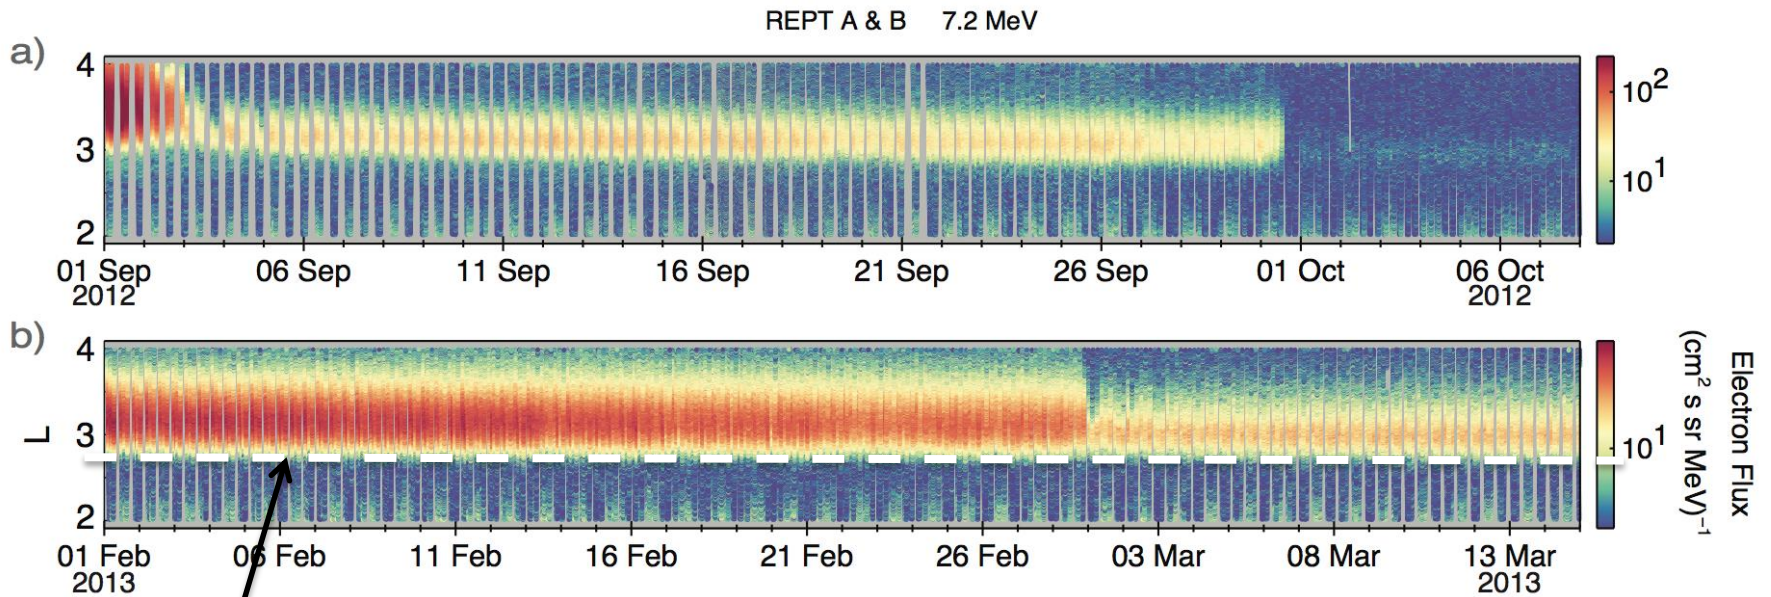 REPT A & B 7.2 MeV
a)
4
3
2
10²
10¹
01 Sep 06 Sep 11 Sep 16 Sep 21 Sep 26 Sep 01 Oct 06 Oct
2012 2012
b)
4
3
2
L
10¹
Electron Flux
(cm² s sr MeV)⁻¹
01 Feb 06 Feb 11 Feb 16 Feb 21 Feb 26 Feb 03 Mar 08 Mar 13 Mar
2013 2013